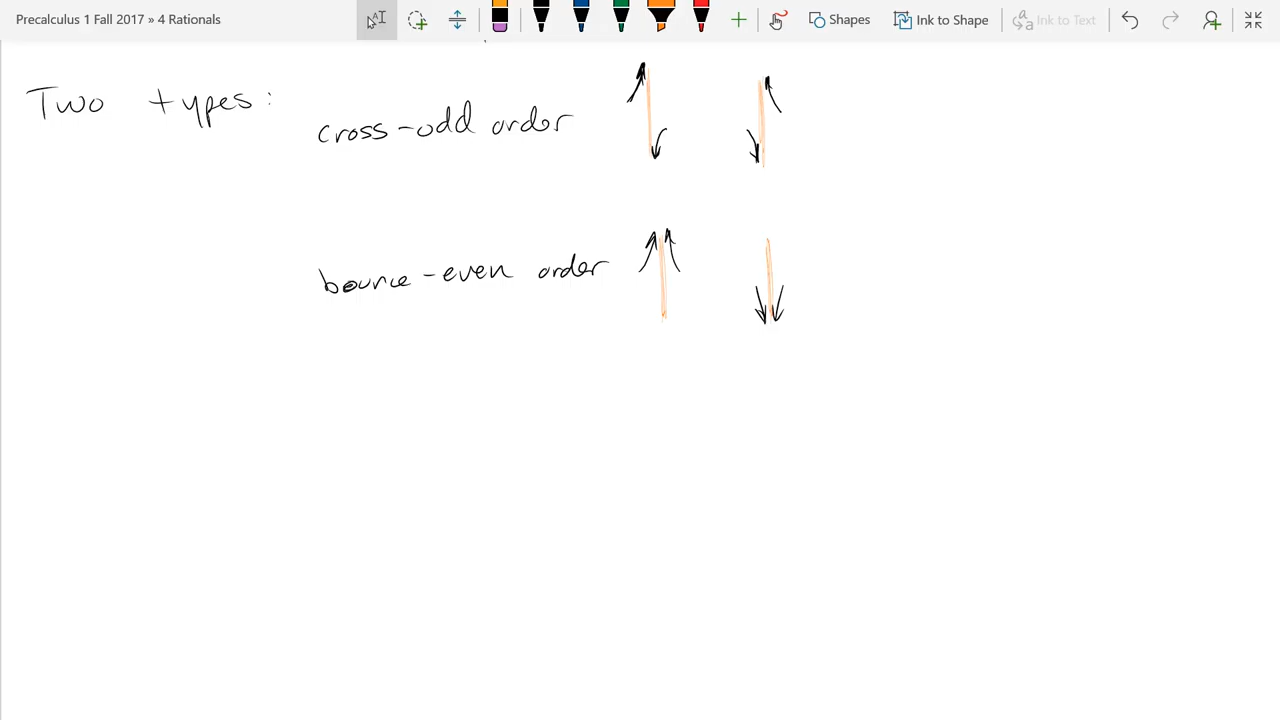 Precalculus 1 Fall 2017 » 4 Rationals
Shapes
Ink to Shape
Ink to Text
Two types:
cross-odd order
bounce-even order